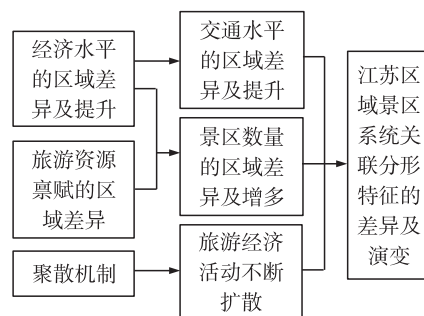 经济水平
的区域差
异及提升
旅游资源
禀赋的区
域差异
聚散机制
交通水平
的区域差
异及提升
景区数量
的区域差
异及增多
旅游经济
活动不断
扩散
江苏区
域景区
系统关
联分形
特征的
差异及
演变